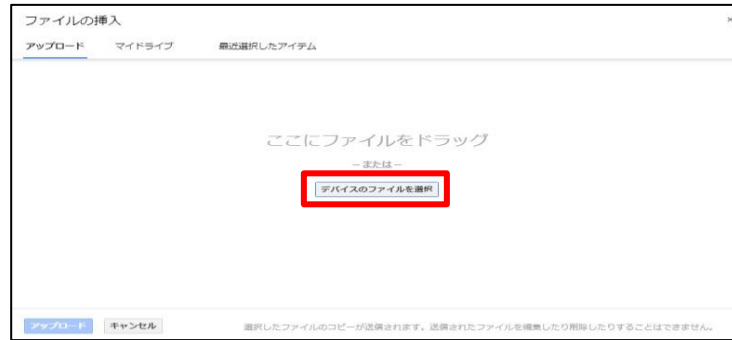 ファイルの挿入
×
アップロード マイドライブ 最近選択したアイテム
ここにファイルをドラッグ
– または –
デバイスのファイルを選択
アップロード キャンセル 選択したファイルのコピーが送信されます。送信されたファイルを編集したり削除したりすることはできません。